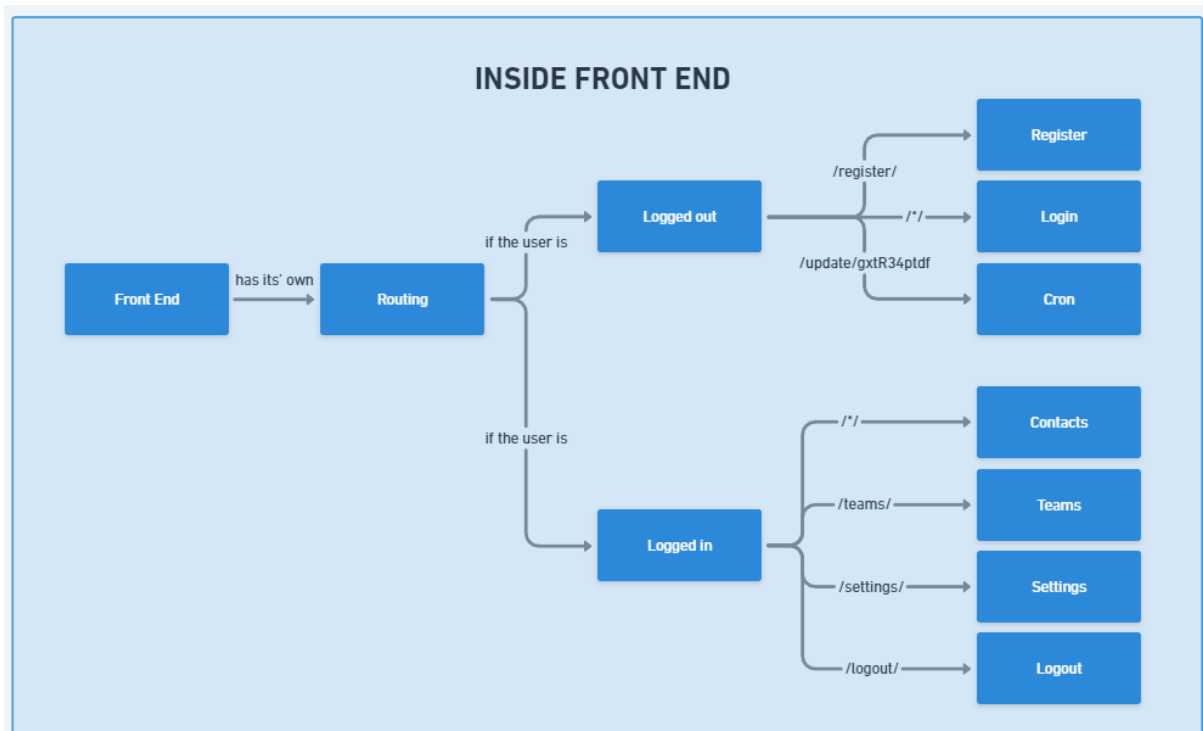 INSIDE FRONT END
Front End
has its' own
Routing
if the user is
Logged out
/register/
Register
/*/
Login
/update/gxtR34ptdf
Cron
if the user is
Logged in
/*/
Contacts
/teams/
Teams
/settings/
Settings
/logout/
Logout